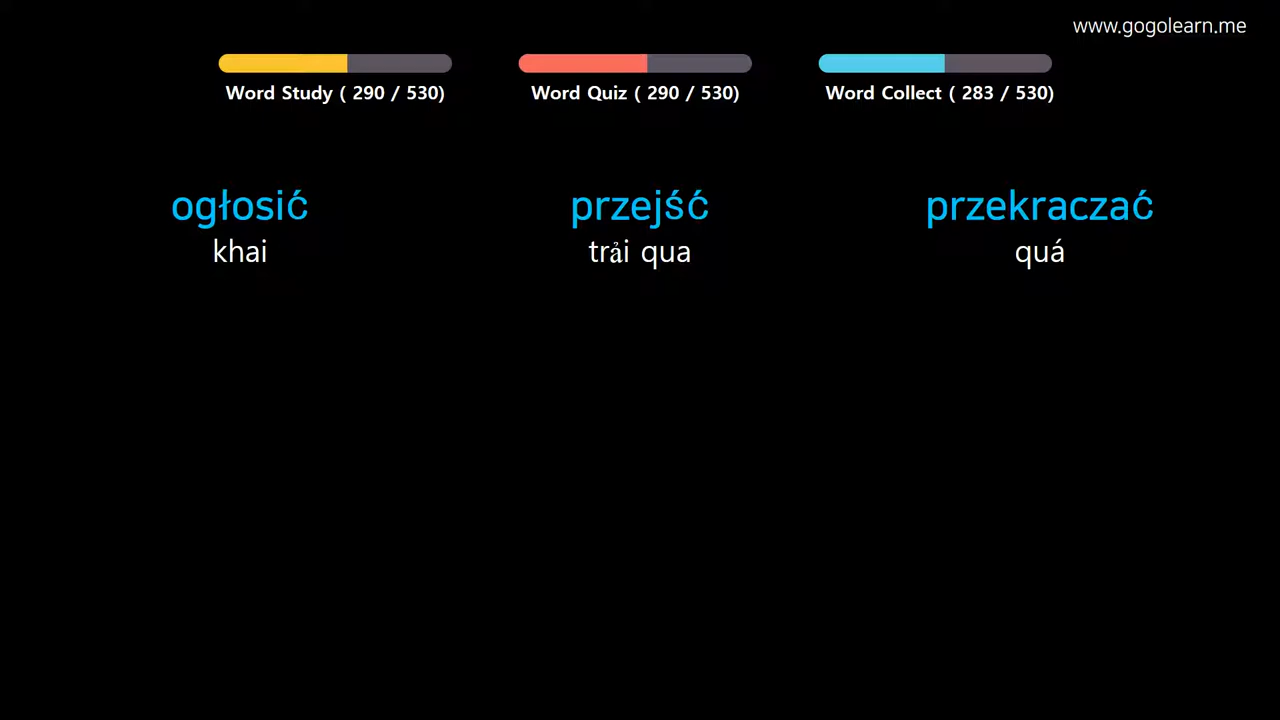 www.gogolearn.me
Word Study ( 290 / 530)
Word Quiz ( 290 / 530)
Word Collect ( 283 / 530)
ogłosić
khai
przejść
trải qua
przekraczać
quá